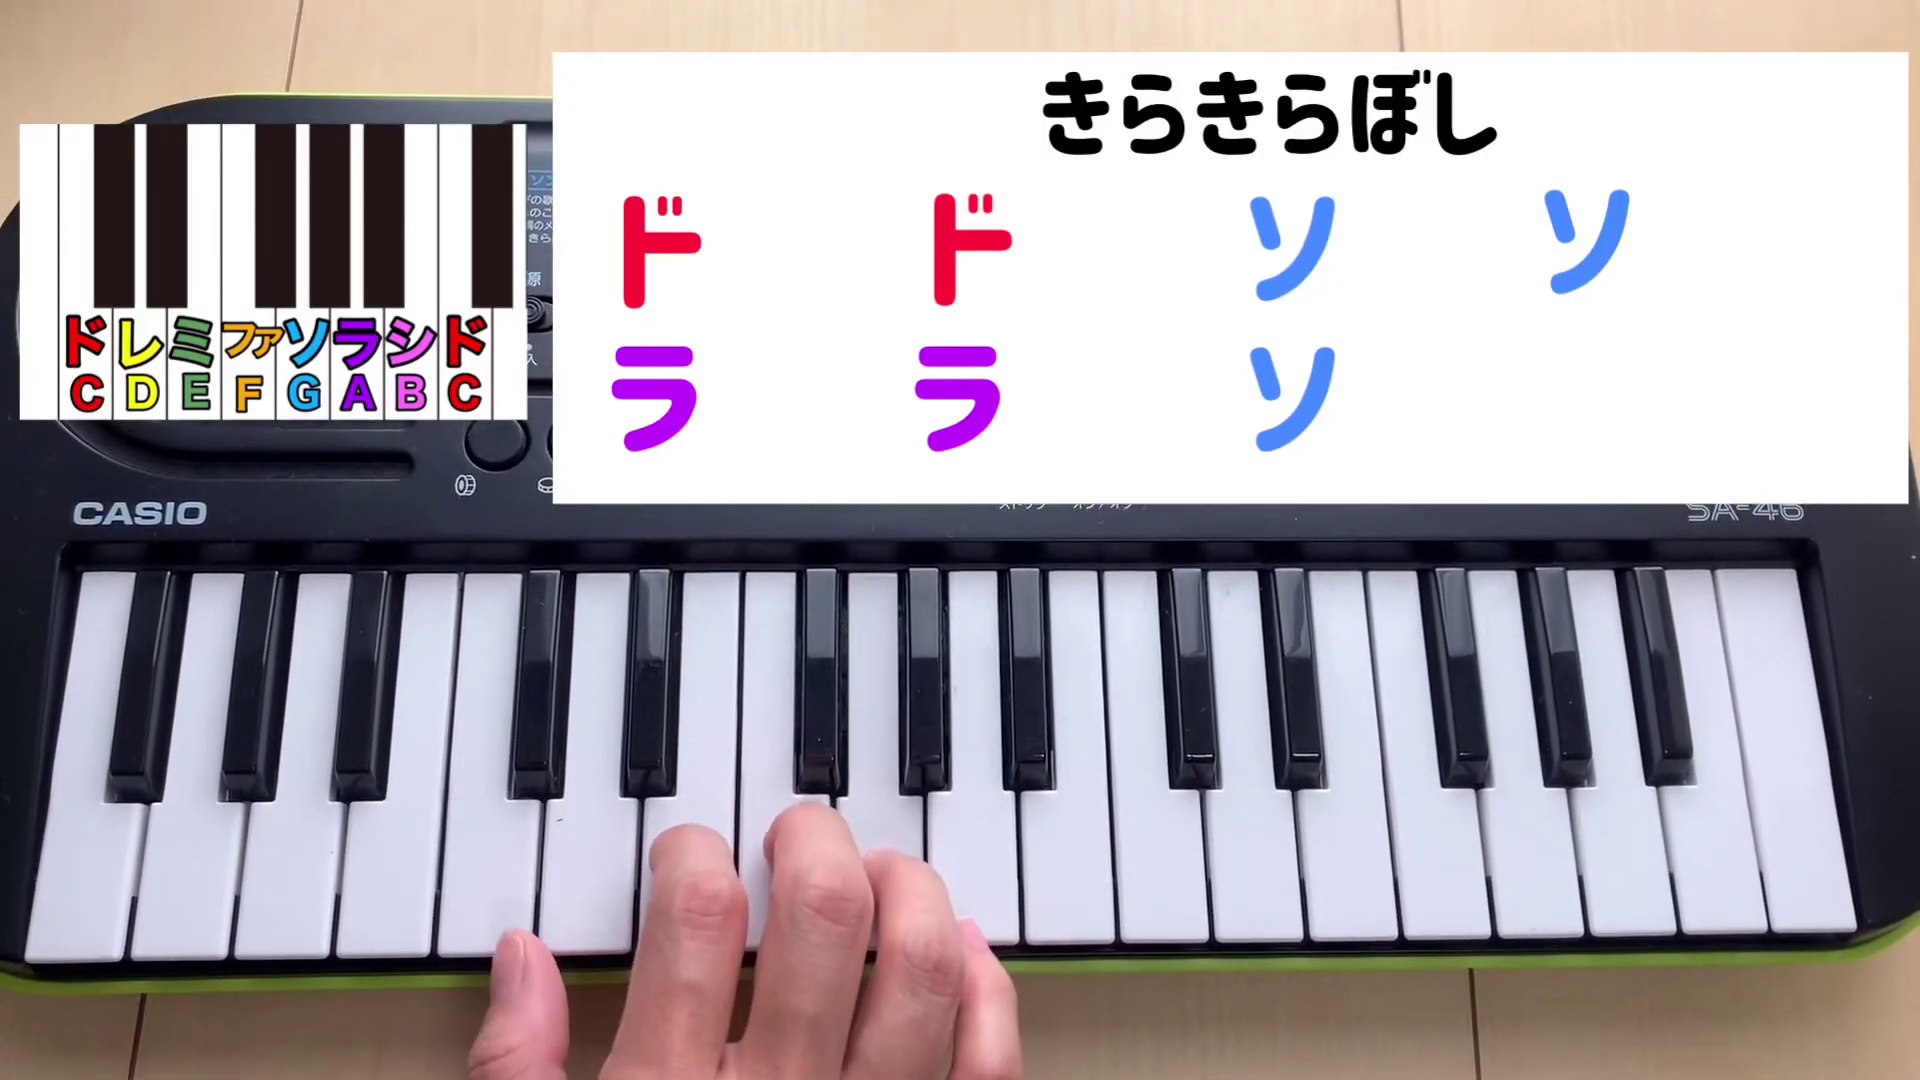 きらきらぼし
ド ド ソ ソ
ララソ
ド レ ミ ファ ソ ラ シ ド
C D E F G A B C
CASIO
SA-46